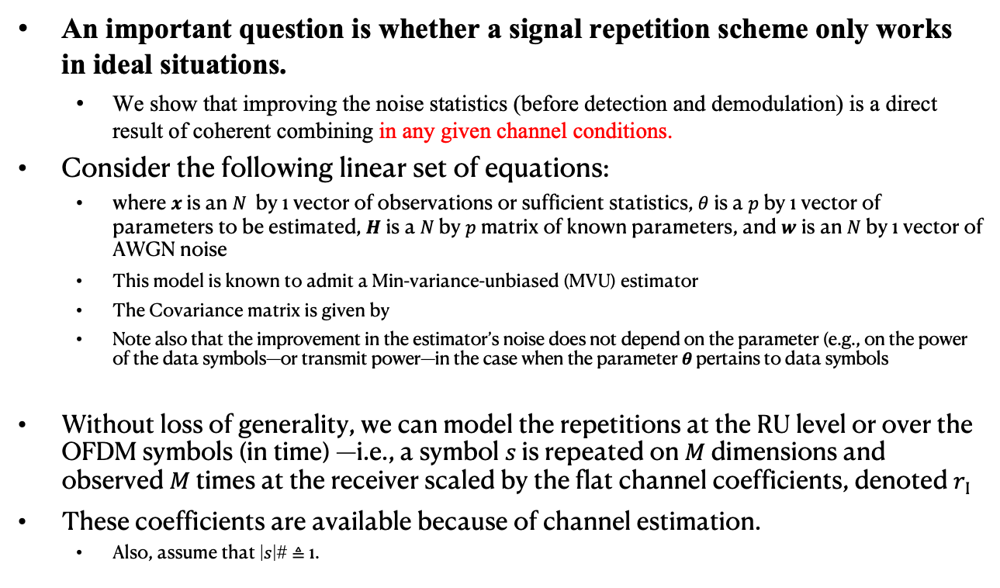 • An important question is whether a signal repetition scheme only works
in ideal situations.
• We show that improving the noise statistics (before detection and demodulation) is a direct
result of coherent combining in any given channel conditions.
• Consider the following linear set of equations:
• where x is an N by 1 vector of observations or sufficient statistics, θ is a p by 1 vector of
parameters to be estimated, H is a N by p matrix of known parameters, and w is an N by 1 vector of
AWGN noise
• This model is known to admit a Min-variance-unbiased (MVU) estimator
• The Covariance matrix is given by
• Note also that the improvement in the estimator’s noise does not depend on the parameter (e.g., on the power
of the data symbols—or transmit power—in the case when the parameter θ pertains to data symbols
• Without loss of generality, we can model the repetitions at the RU level or over the
OFDM symbols (in time) —i.e., a symbol s is repeated on M dimensions and
observed M times at the receiver scaled by the flat channel coefficients, denoted rI
• These coefficients are available because of channel estimation.
• Also, assume that |s|# ≜ 1.